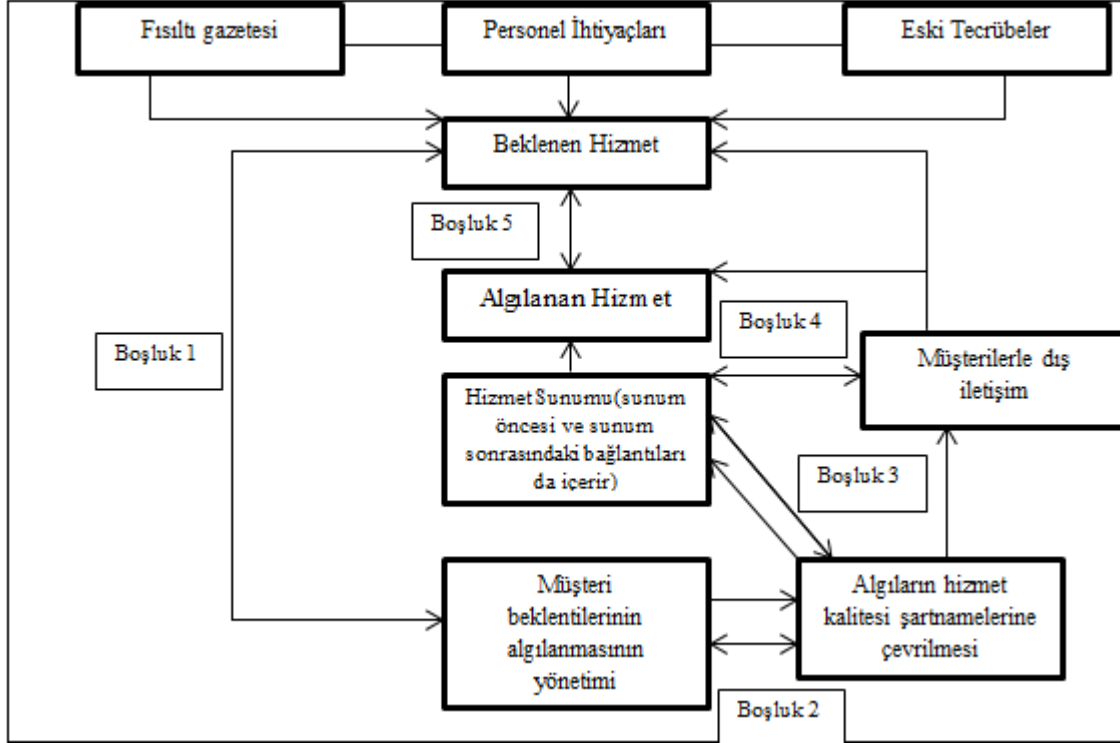 Fısıltı gazetesi
Personel İhtiyaçları
Eski Tecrübeler
Beklenen Hizmet
Boşluk 5
Algılanan Hizmet
Boşluk 4
Boşluk 1
Müşterilerle dış
iletişim
Hizmet Sunumu(sunum
öncesi ve sunum
sonrasındaki bağlantıları
da içerir)
Boşluk 3
Müşteri
beklentilerinin
algılanmasının
yönetimi
Algıların hizmet
kalitesi şartnamelerine
çevrilmesi
Boşluk 2